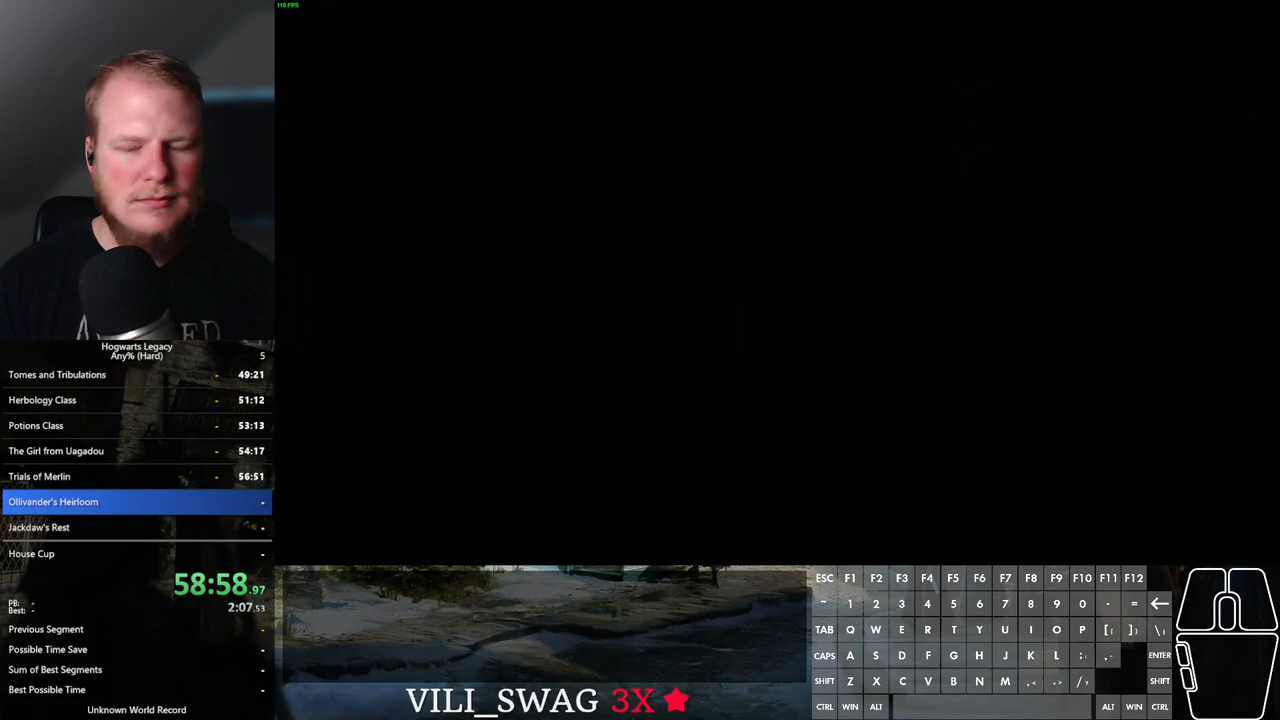 118 FPS
Hogwarts Legacy
Any% (Hard) 5
Tomes and Tribulations - 49:21
Herbology Class - 51:12
Potions Class - 53:13
The Girl from Uagadou - 54:17
Trials of Merlin - 56:51
Ollivander's Heirloom -
Jackdaw's Rest -
House Cup -
58:58.97
PB: -
Best: - 2:07.53
Previous Segment -
Possible Time Save -
Sum of Best Segments -
Best Possible Time -
Unknown World Record
VILI_SWAG 3X
ESC F1 F2 F3 F4 F5 F6 F7 F8 F9 F10 F11 F12
~ 1 2 3 4 5 6 7 8 9 0 - =
TAB Q W E R T Y U I O P [{ ]} \|
CAPS A S D F G H J K L ;: ,. ENTER
SHIFT Z X C V B N M ,< .> /? SHIFT
CTRL WIN ALT ALT WIN CTRL